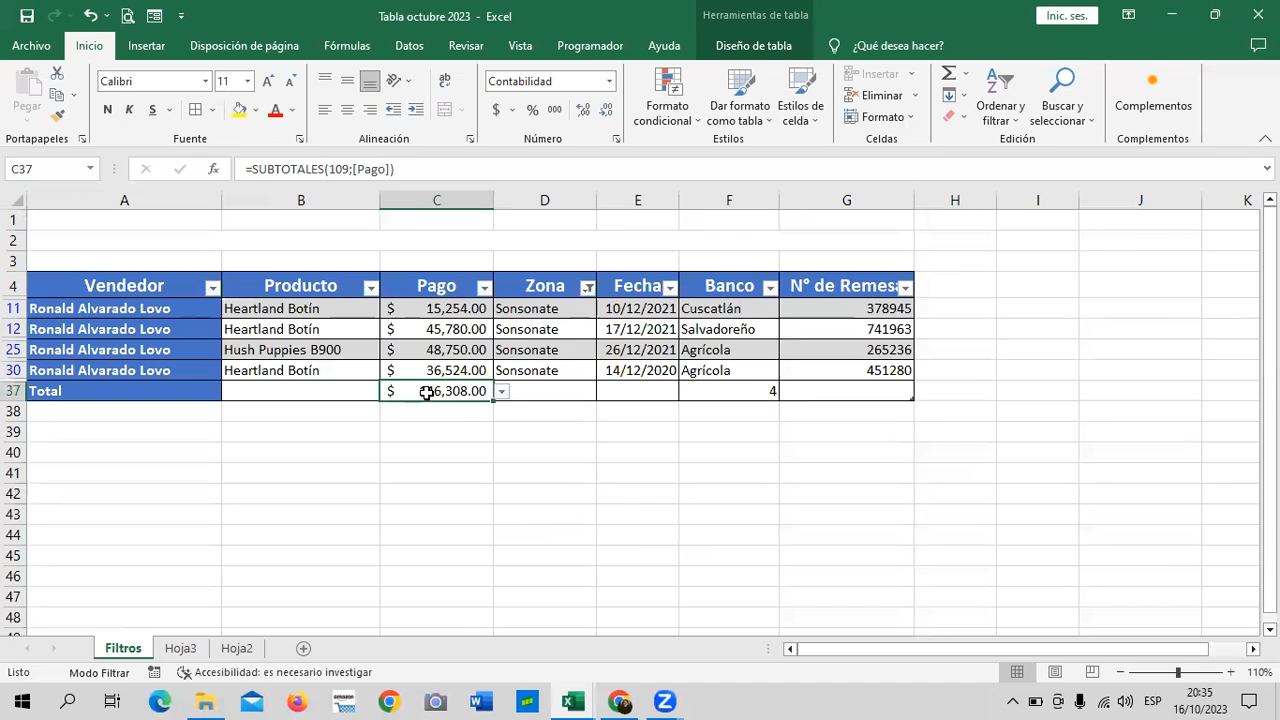 Tabla octubre 2023 - Excel
Herramientas de tabla
Inic. ses.
Archivo Inicio Insertar Disposición de página Fórmulas Datos Revisar Vista Programador Ayuda Diseño de tabla ¿Qué desea hacer?
Pegar
Calibri 11
N K S
Contabilidad
$ % 000
Formato condicional
Dar formato como tabla
Estilos de celda
Insertar
Eliminar
Formato
Ordenar y filtrar
Buscar y seleccionar
Complementos
Portapapeles Fuente Alineación Número Estilos Celdas Edición Complementos
C37 fx =SUBTOTALES(109;[Pago])
A B C D E F G H I J K
1
2
3
4 Vendedor Producto Pago Zona Fecha Banco N° de Remesa
11 Ronald Alvarado Lovo Heartland Botín $ 15,254.00 Sonsonate 10/12/2021 Cuscatlán 378945
12 Ronald Alvarado Lovo Heartland Botín $ 45,780.00 Sonsonate 17/12/2021 Salvadoreño 741963
25 Ronald Alvarado Lovo Hush Puppies B900 $ 48,750.00 Sonsonate 26/12/2021 Agrícola 265236
30 Ronald Alvarado Lovo Heartland Botín $ 36,524.00 Sonsonate 14/12/2020 Agrícola 451280
37 Total $ 6,308.00 4
38
39
40
41
42
43
44
45
46
47
48
Filtros Hoja3 Hoja2
Listo Modo Filtrar Accesibilidad: es necesario investigar 110%
ESP
20:35
16/10/2023